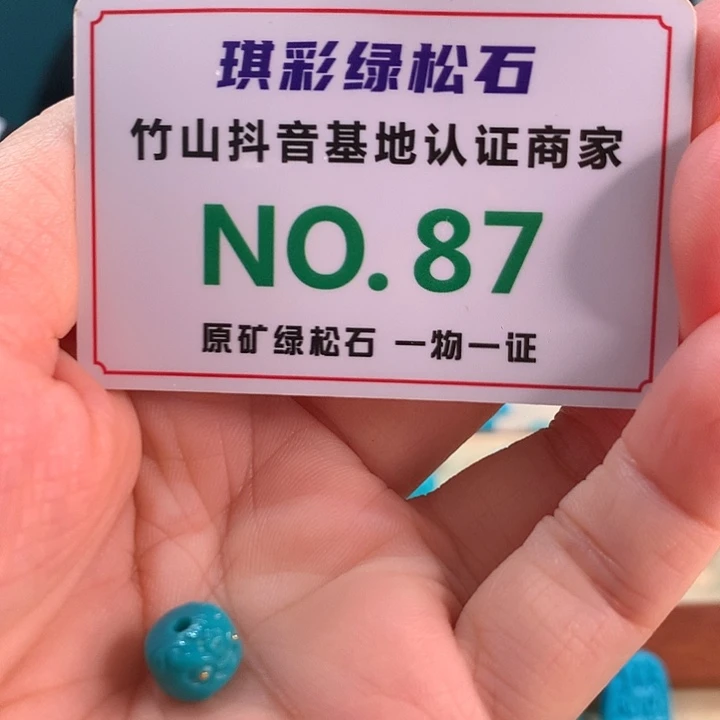 琪彩绿松石
竹山抖音基地认证商家
NO. 87
原矿绿松石 一物一证